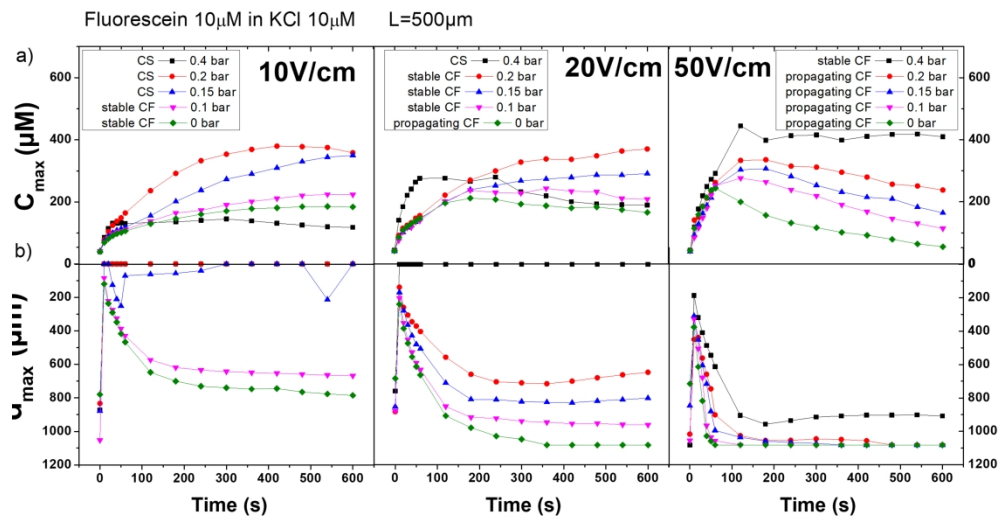 Fluorescein 10µM in KCl 10µM L=500µm
a)
10V/cm
CS 0.4 bar
CS 0.2 bar
CS 0.15 bar
stable CF 0.1 bar
stable CF 0 bar
20V/cm
CS 0.4 bar
stable CF 0.2 bar
stable CF 0.15 bar
stable CF 0.1 bar
propagating CF 0 bar
50V/cm
stable CF 0.4 bar
propagating CF 0.2 bar
propagating CF 0.15 bar
propagating CF 0.1 bar
propagating CF 0 bar
C max (µM)
600
400
200
0
600
400
200
0
b)
max (µm)
0
200
400
600
800
1000
1200
0
200
400
600
800
1000
1200
0 100 200 300 400 500 600
0 100 200 300 400 500 600
0 100 200 300 400 500 600
Time (s) Time (s) Time (s)